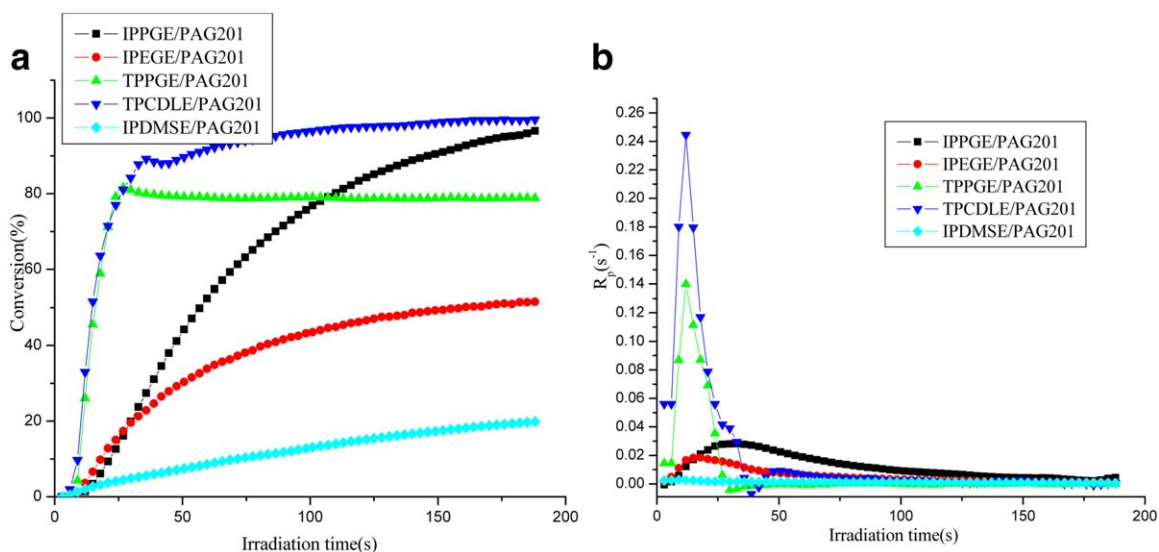 a
IPPGE/PAG201
IPEGE/PAG201
TPPGE/PAG201
TPCDLE/PAG201
IPDMSE/PAG201
Conversion(%)
100
80
60
40
20
0
0
50
100
150
200
Irradiation time(s)
b
IPPGE/PAG201
IPEGE/PAG201
TPPGE/PAG201
TPCDLE/PAG201
IPDMSE/PAG201
Rₚ(s⁻¹)
0.26
0.24
0.22
0.20
0.18
0.16
0.14
0.12
0.10
0.08
0.06
0.04
0.02
0.00
0
50
100
150
200
Irradiation time(s)